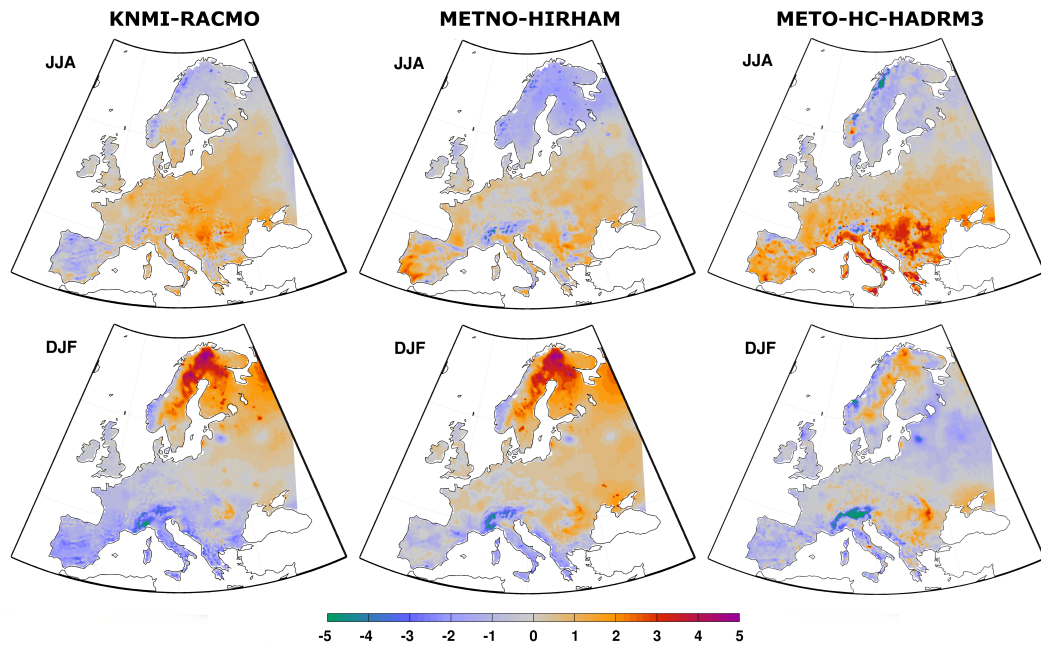 KNMI-RACMO METNO-HIRHAM METO-HC-HADRM3
JJA JJA JJA
DJF DJF DJF
-5 -4 -3 -2 -1 0 1 2 3 4 5